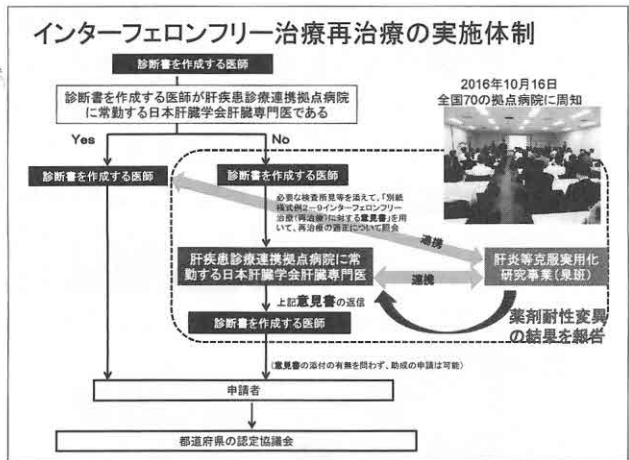 インターフェロンフリー治療再治療の実施体制
診断書を作成する医師
2016年10月16日
全国70の拠点病院に周知
診断書を作成する医師が肝疾患診療連携拠点病院
に常勤する日本肝臓学会肝臓専門医である
Yes
No
診断書を作成する医師
診断書を作成する医師
必要な検査所見等を添えて、「別紙
様式例2－9インターフェロンフリー
治療(再治療)に対する意見書」を用
いて、再治療の適正について照会
連携
肝疾患診療連携拠点病院に常
勤する日本肝臓学会肝臓専門医
連携
肝炎等克服実用化
研究事業(泉班)
上記意見書の返信
診断書を作成する医師
薬剤耐性変異
の結果を報告
(意見書の添付の有無を問わず、助成の申請は可能)
申請者
都道府県の認定協議会